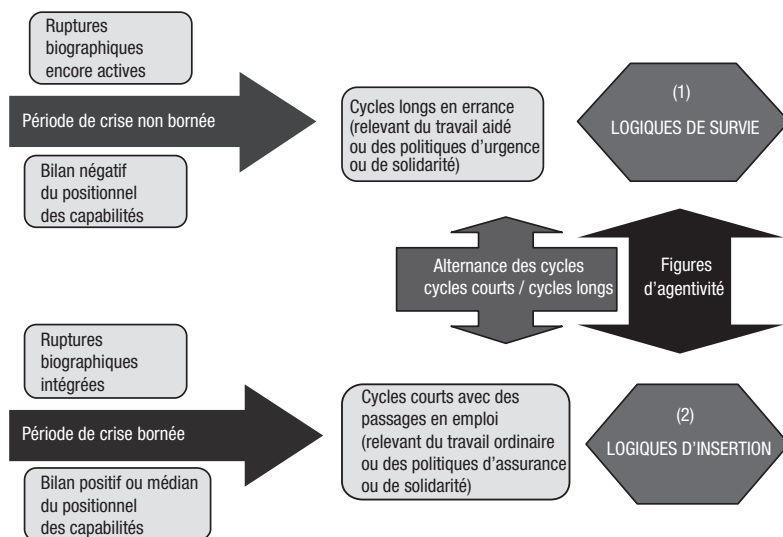 Ruptures
biographiques
encore actives
Période de crise non bornée
Bilan négatif
du positionnel
des capabilités
Cycles longs en errance
(relevant du travail aidé
ou des politiques d'urgence
ou de solidarité)
(1)
LOGIQUES DE SURVIE
Alternance des cycles
cycles courts / cycles longs
Figures
d'agentivité
Ruptures
biographiques
intégrées
Période de crise bornée
Bilan positif ou médian
du positionnel
des capabilités
Cycles courts avec des
passages en emploi
(relevant du travail ordinaire
ou des politiques d'assurance
ou de solidarité)
(2)
LOGIQUES D'INSERTION